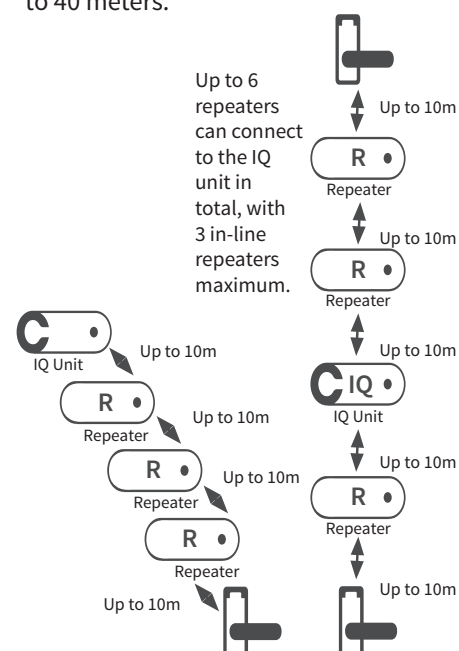 to 40 meters.
Up to 6
repeaters
can connect
to the IQ
unit in
total, with
3 in-line
repeaters
maximum.
Up to 10m
R
Repeater
Up to 10m
R
Repeater
Up to 10m
IQ
IQ Unit
Up to 10m
R
Repeater
Up to 10m
IQ Unit
Up to 10m
R
Repeater
Up to 10m
R
Repeater
Up to 10m
R
Repeater
Up to 10m